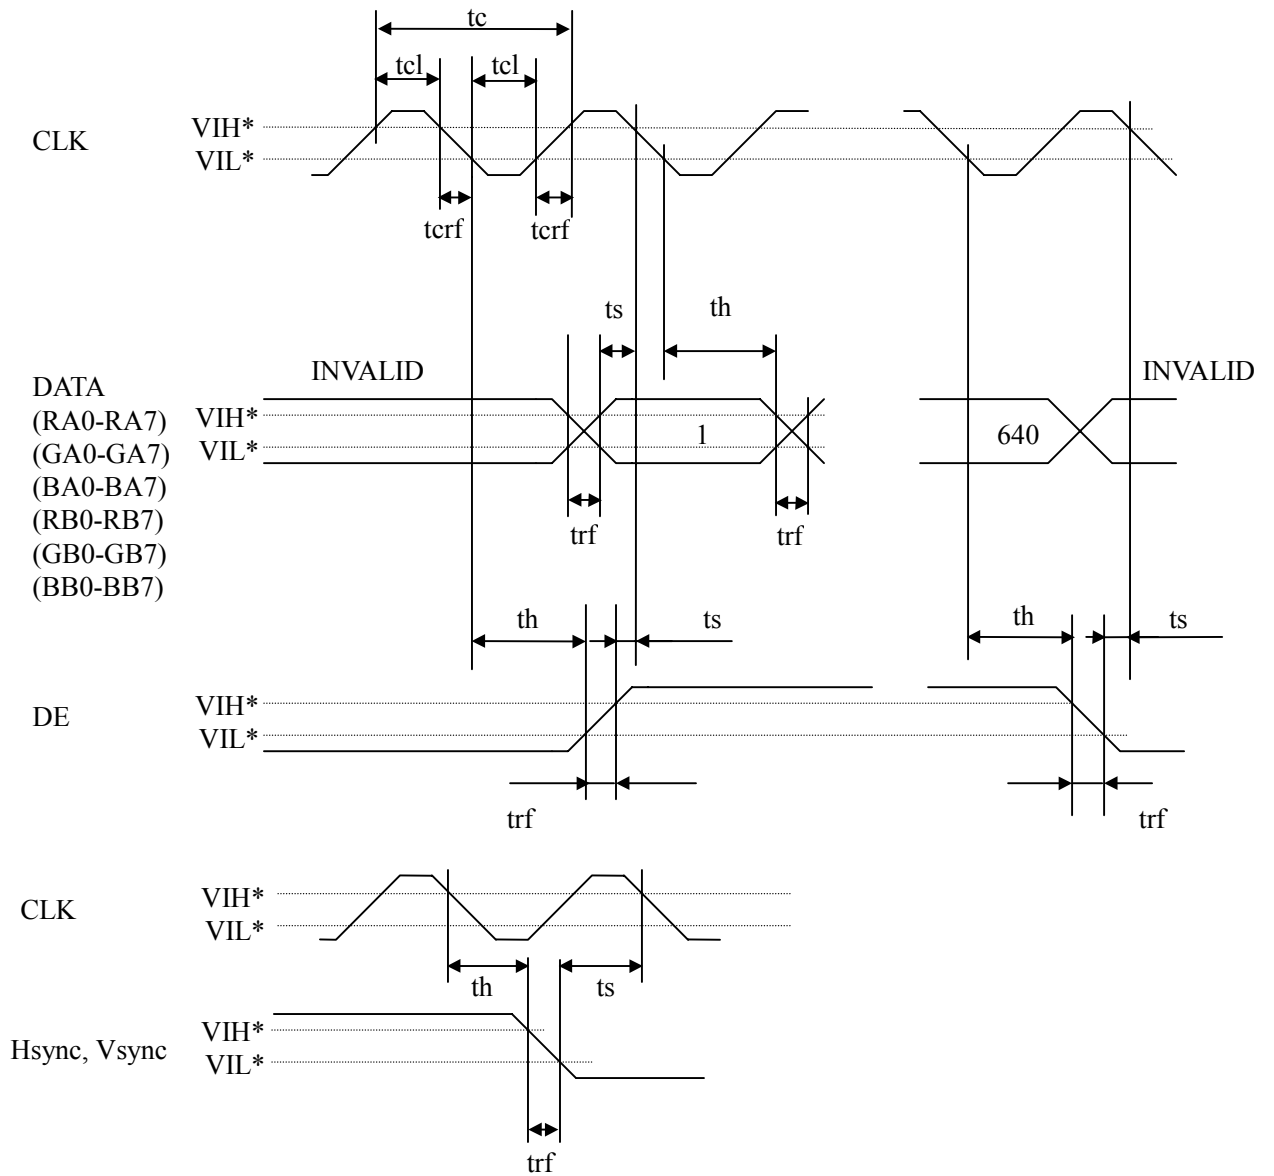 tc
tcl tcl
CLK
VIH*
VIL*
tcrf tcrf
ts th
INVALID INVALID
DATA
(RA0-RA7)
(GA0-GA7)
(BA0-BA7)
(RB0-RB7)
(GB0-GB7)
(BB0-BB7)
VIH*
VIL*
1 640
trf trf
th ts th ts
DE
VIH*
VIL*
trf trf
CLK
VIH*
VIL*
th ts
Hsync, Vsync
VIH*
VIL*
trf